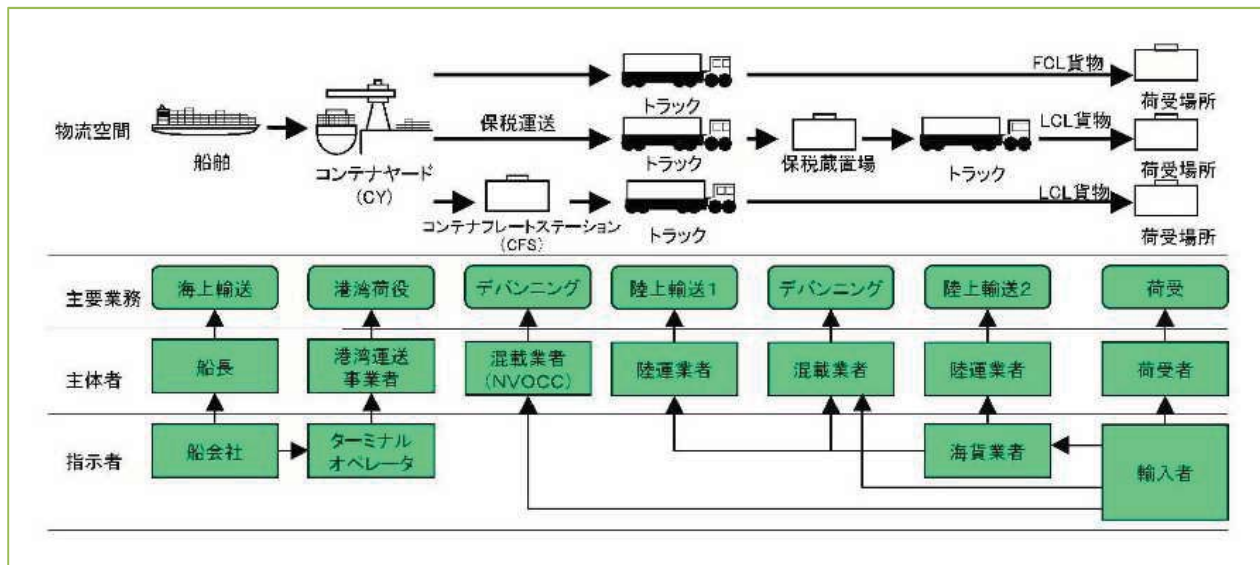 物流空間
船舶
コンテナヤード
(CY)
トラック
FCL貨物
荷受場所
保税運送
トラック
保税蔵置場
トラック
LCL貨物
荷受場所
コンテナフレートステーション
(CFS)
トラック
LCL貨物
荷受場所
主要業務
海上輸送
港湾荷役
デバンニング
陸上輸送1
デバンニング
陸上輸送2
荷受
主体者
船長
港湾運送
事業者
混載業者
(NVOCC)
陸運業者
混載業者
陸運業者
荷受者
指示者
船会社
ターミナル
オペレータ
海貨業者
輸入者